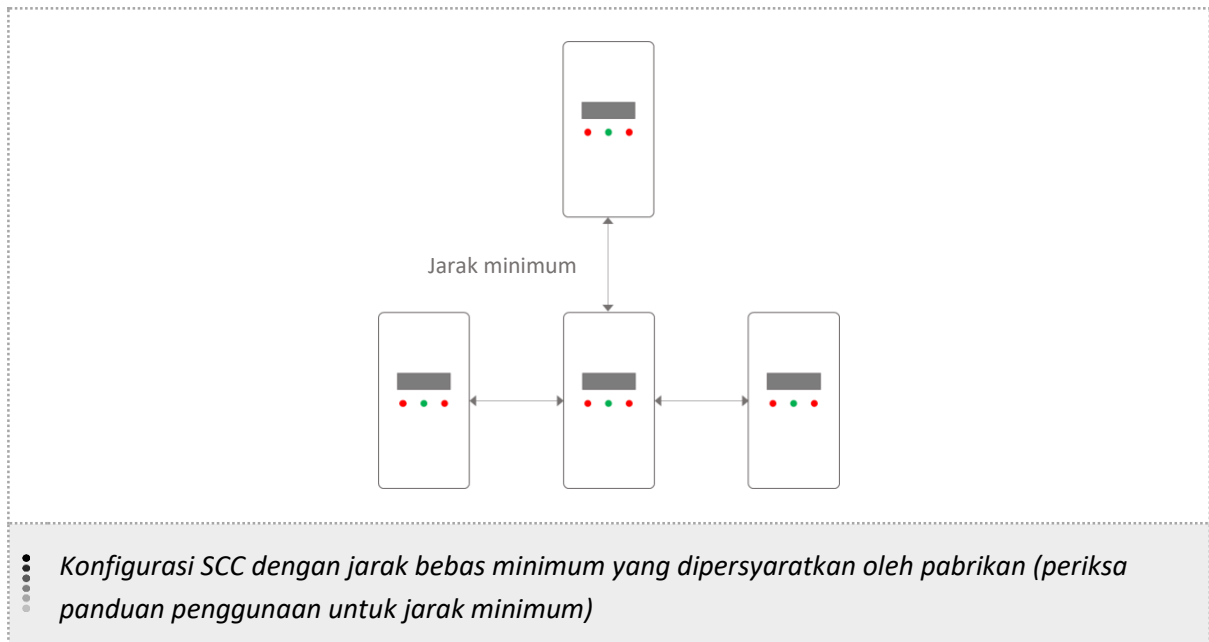 Jarak minimum
Konfigurasi SCC dengan jarak bebas minimum yang dipersyaratkan oleh pabrikan (periksa
panduan penggunaan untuk jarak minimum)